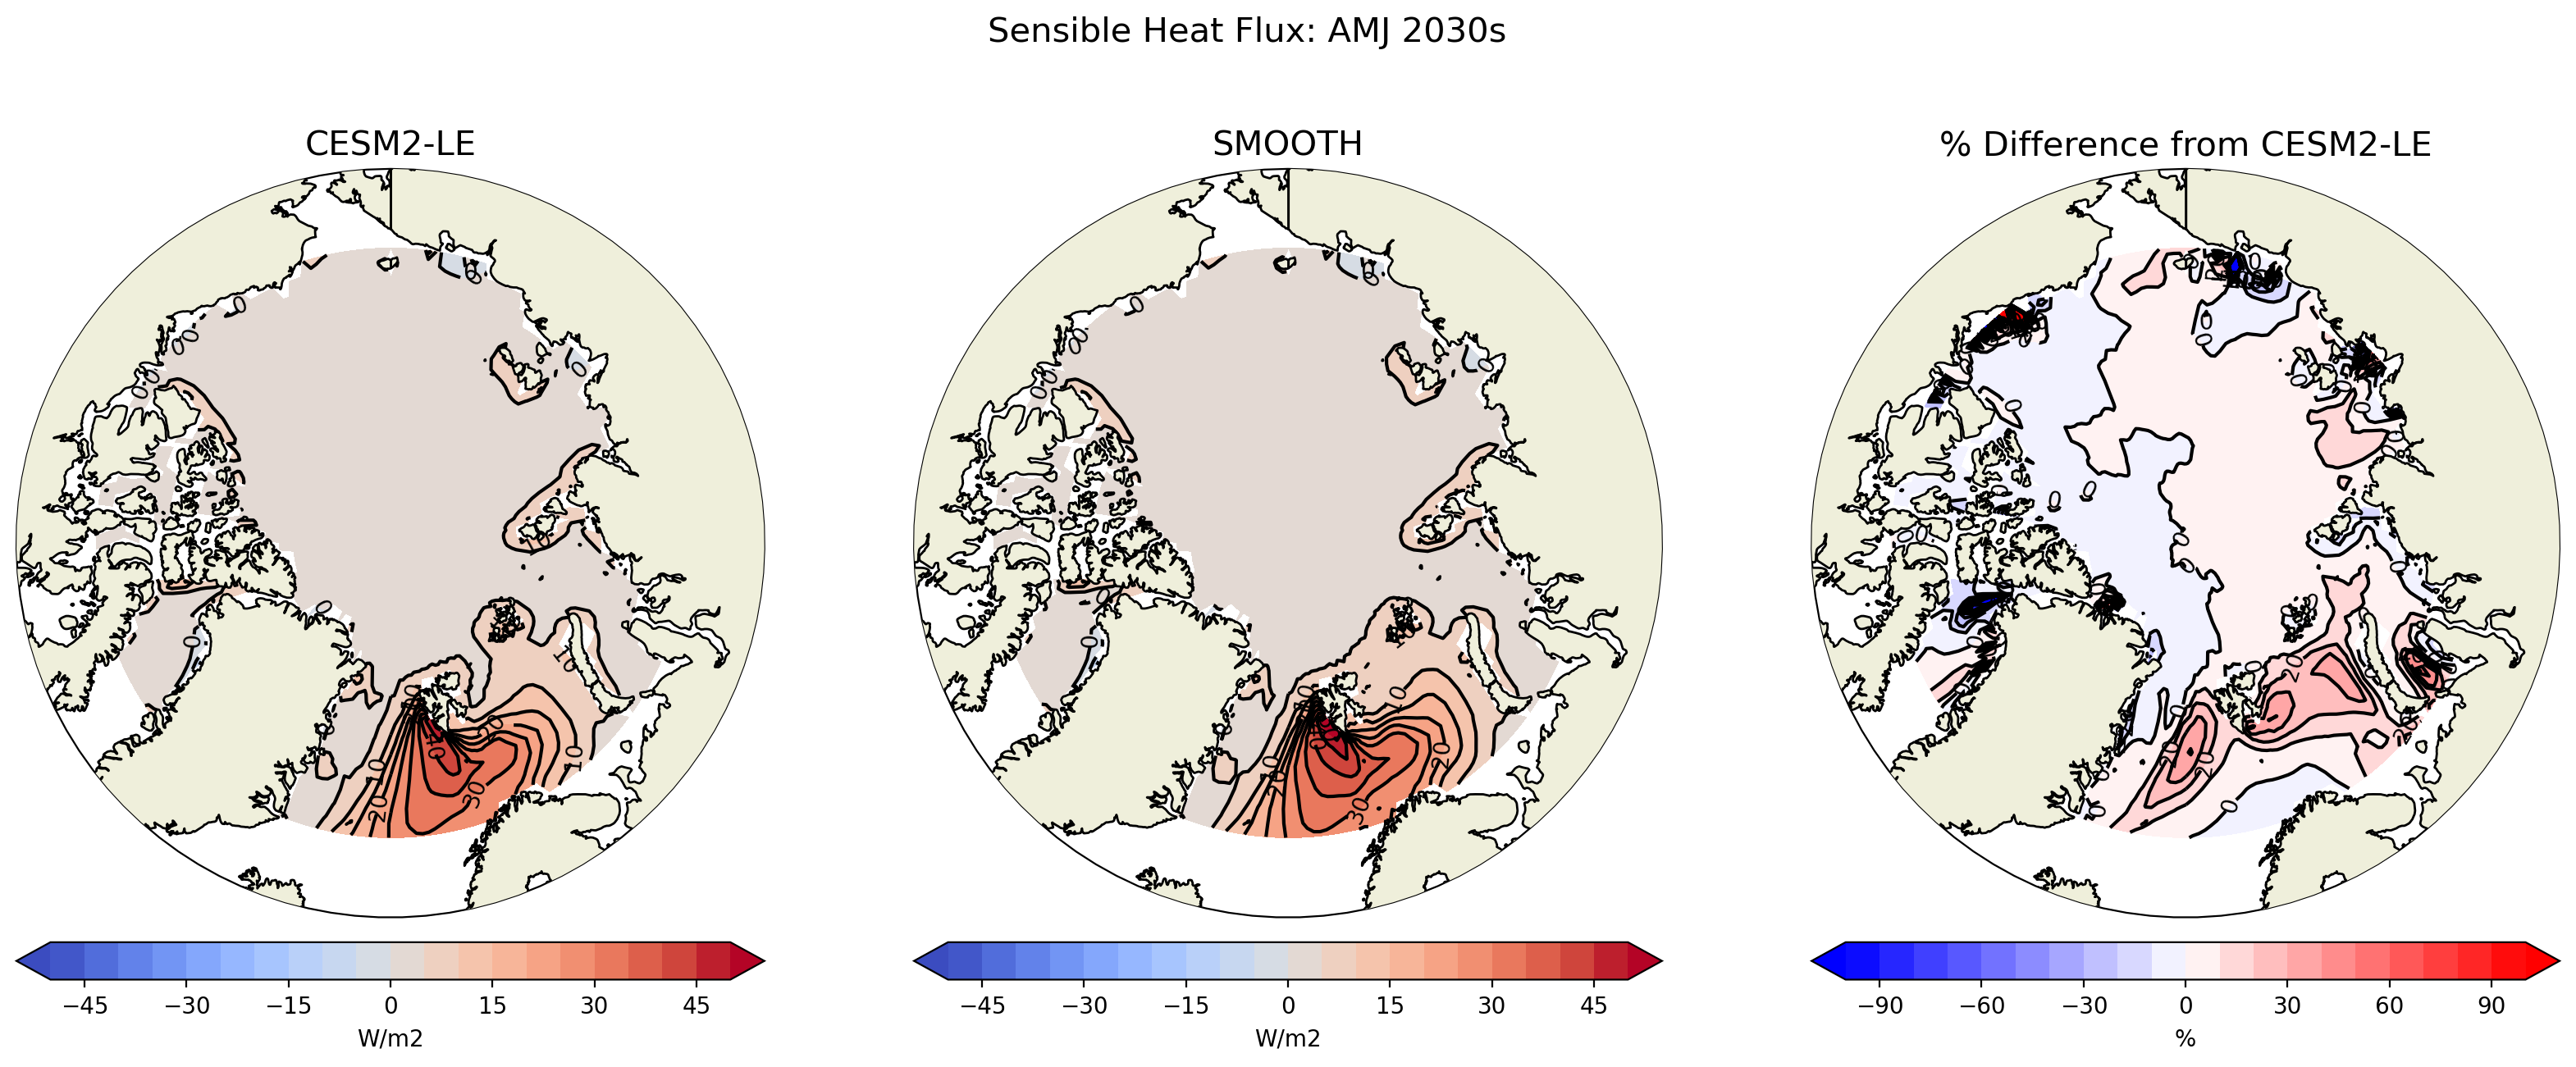 Sensible Heat Flux: AMJ 2030s
CESM2-LE
SMOOTH
% Difference from CESM2-LE
−45 −30 −15 0 15 30 45
W/m2
−45 −30 −15 0 15 30 45
W/m2
−90 −60 −30 0 30 60 90
%